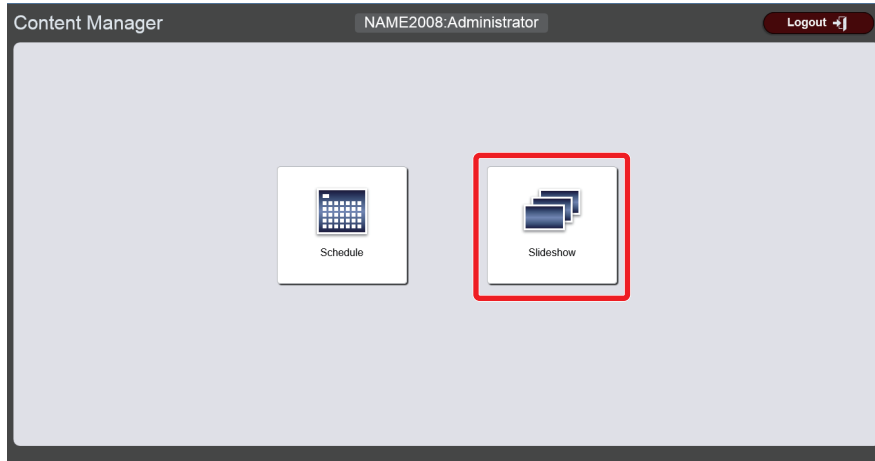 Content Manager
NAME2008:Administrator
Logout
Schedule
Slideshow